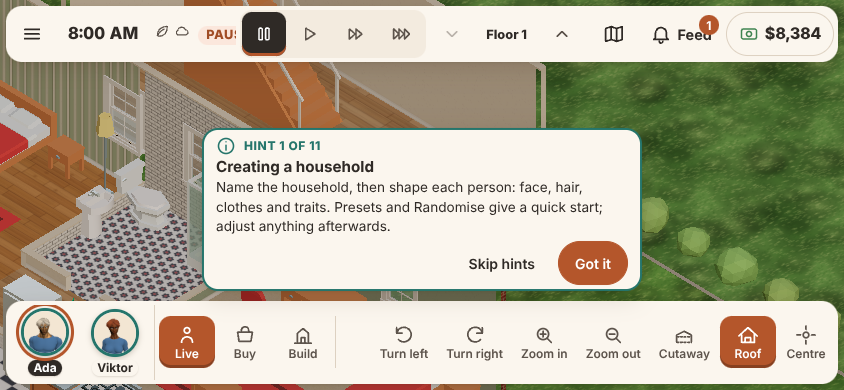 8:00 AM
Floor 1
Feed
1
$8,384
HINT 1 OF 11
Creating a household
Name the household, then shape each person: face, hair,
clothes and traits. Presets and Randomise give a quick start;
adjust anything afterwards.
Skip hints
Got it
Ada
Viktor
Live
Buy
Build
Turn left
Turn right
Zoom in
Zoom out
Cutaway
Roof
Centre